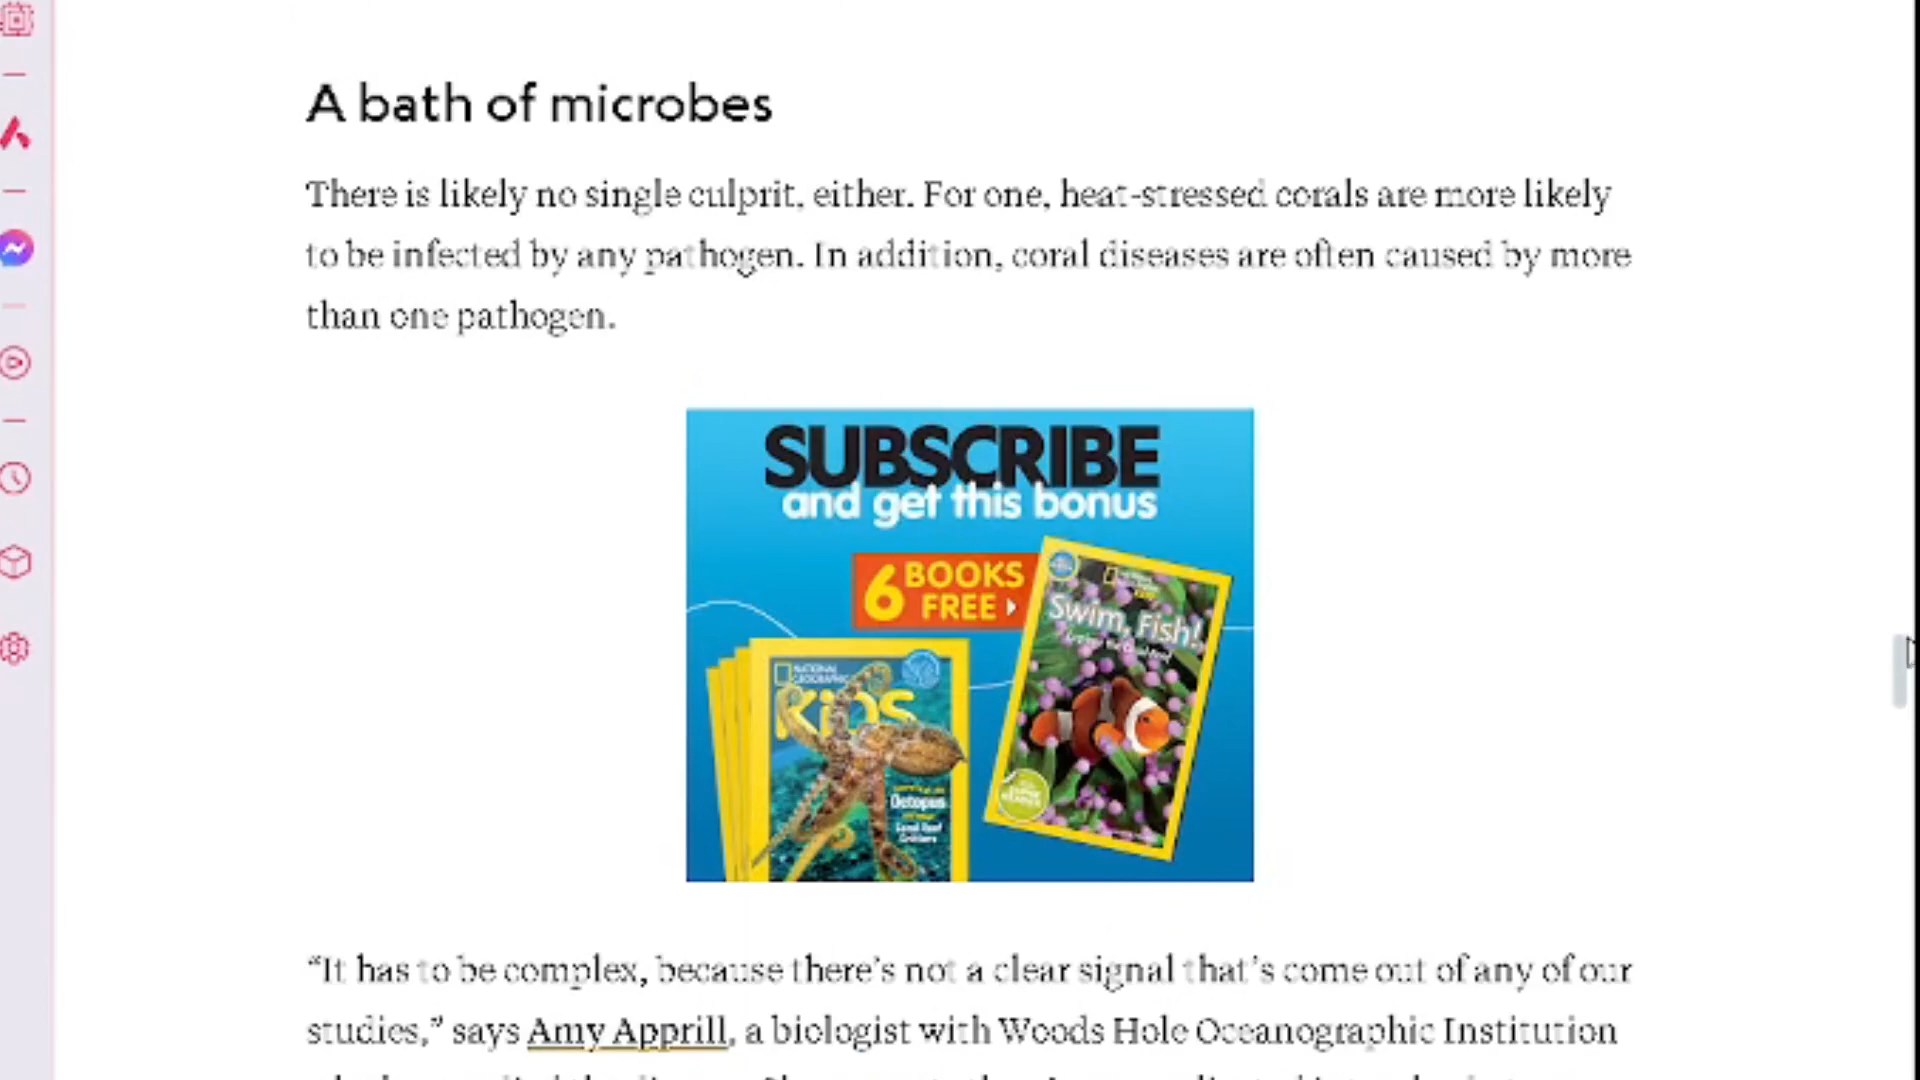 A bath of microbes
There is likely no single culprit, either. For one, heat-stressed corals are more likely
to be infected by any pathogen. In addition, coral diseases are often caused by more
than one pathogen.
SUBSCRIBE
and get this bonus
6 BOOKS
FREE
Swim, Fish!
NATIONAL
GEOGRAPHIC
KiDS
Octopus
“It has to be complex, because there’s not a clear signal that’s come out of any of our
studies,” says Amy Apprill, a biologist with Woods Hole Oceanographic Institution